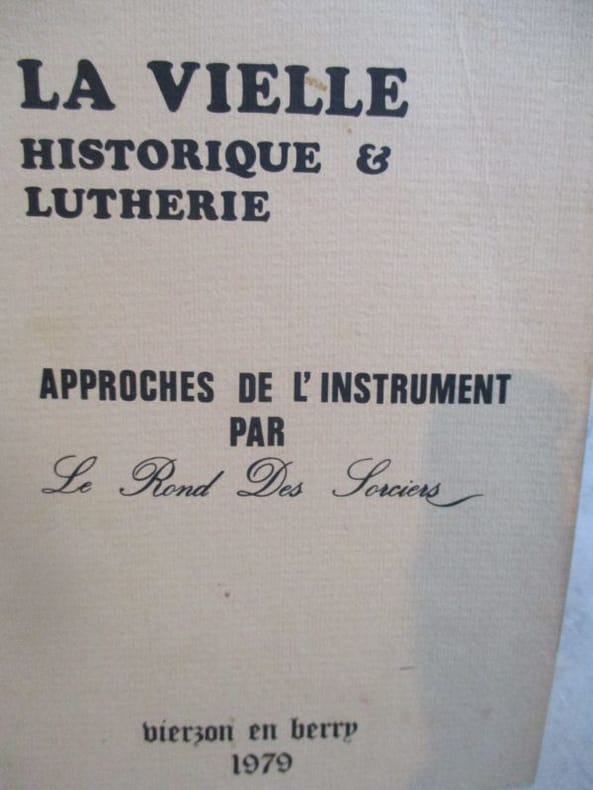 LA VIELLE
HISTORIQUE &
LUTHERIE
APPROCHES DE L'INSTRUMENT
PAR
Le Rond Des Sorciers
vierzon en berry
1979